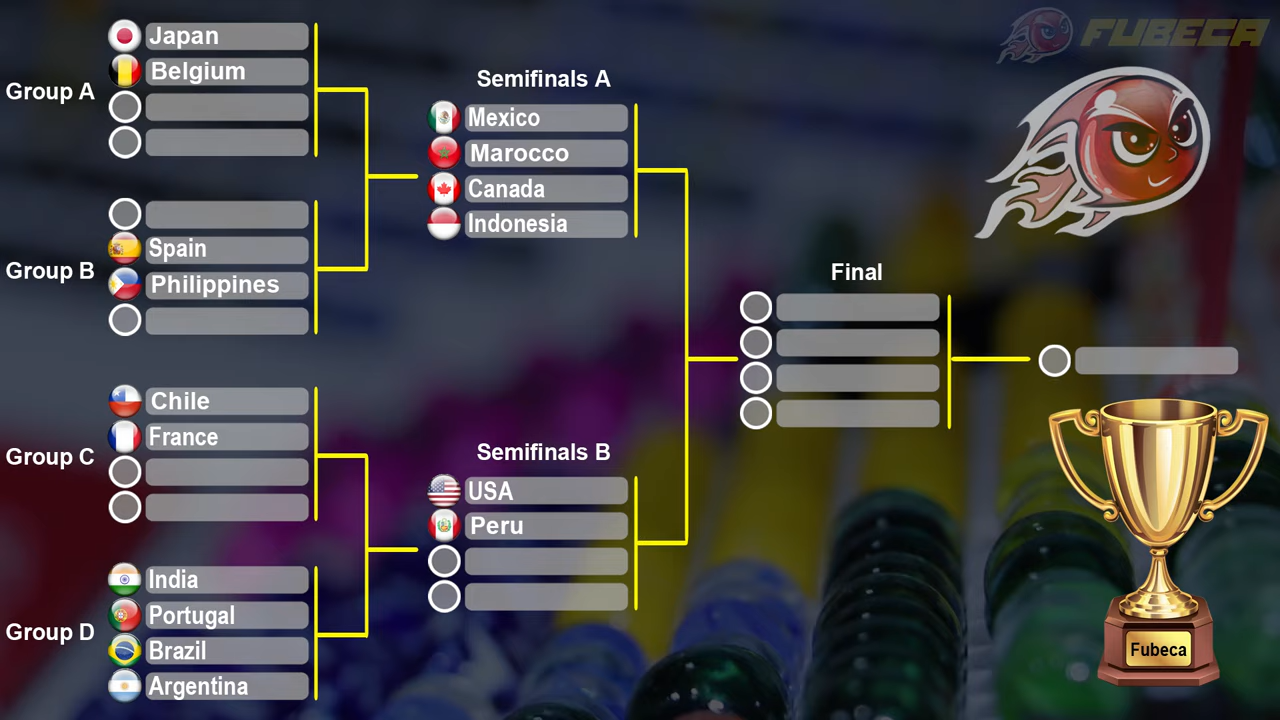 FUBECA
Group A
Japan
Belgium
Group B
Spain
Philippines
Group C
Chile
France
Group D
India
Portugal
Brazil
Argentina
Semifinals A
Mexico
Marocco
Canada
Indonesia
Semifinals B
USA
Peru
Final
Fubeca